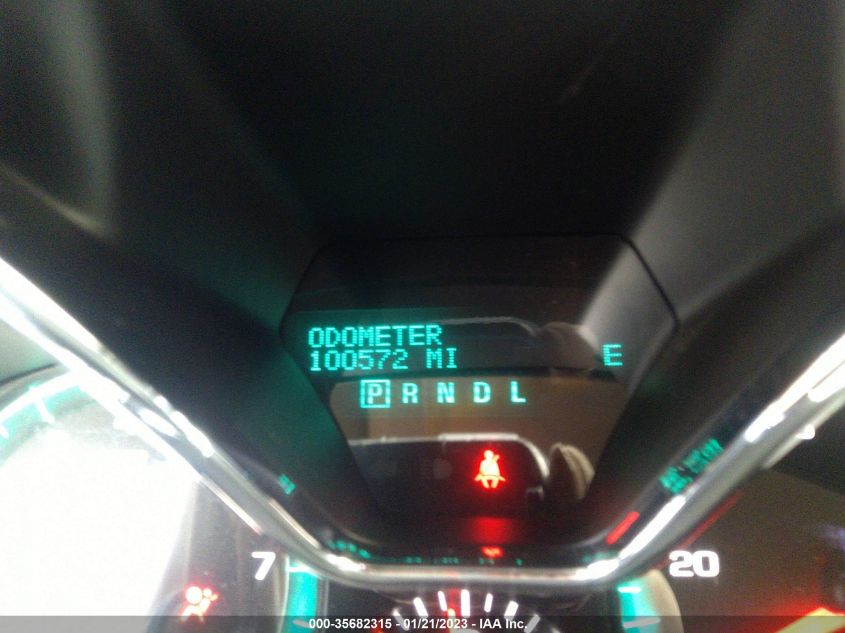 ODOMETER
100572 MI
E
P R N D L
7
20
000-35682315 - 01/21/2023 - IAA Inc.